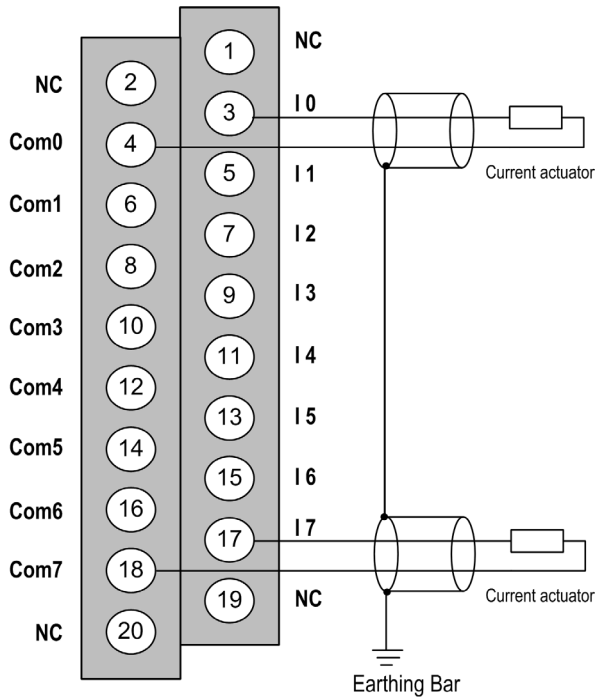 1 NC
NC 2
3 I 0
Com0 4
5 I 1
Current actuator
Com1 6
7 I 2
Com2 8
9 I 3
Com3 10
11 I 4
Com4 12
13 I 5
Com5 14
15 I 6
Com6 16
17 I 7
Com7 18
19 NC
Current actuator
NC 20
Earthing Bar